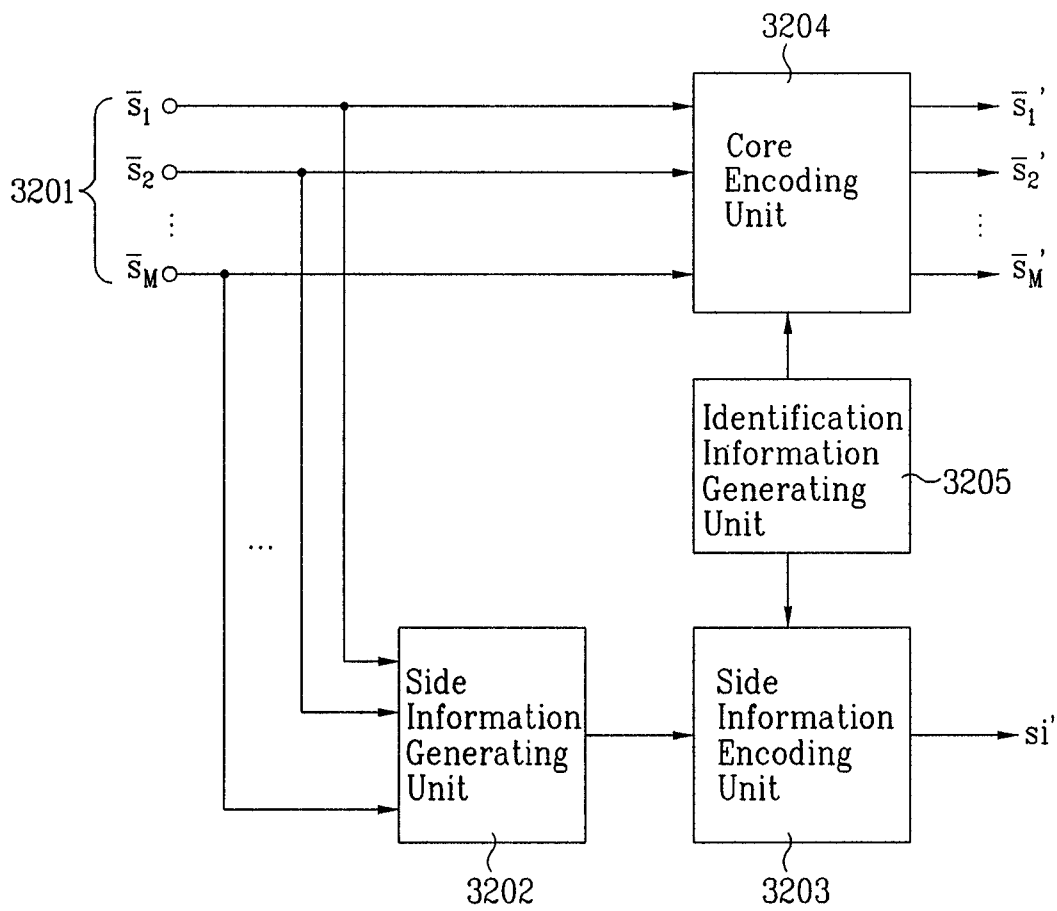 3204
3201
s̄₁
s̄₂
⋮
s̄M
Core
Encoding
Unit
s̄₁'
s̄₂'
⋮
s̄M'
Identification
Information
Generating
Unit
3205
...
Side
Information
Generating
Unit
Side
Information
Encoding
Unit
si'
3202
3203